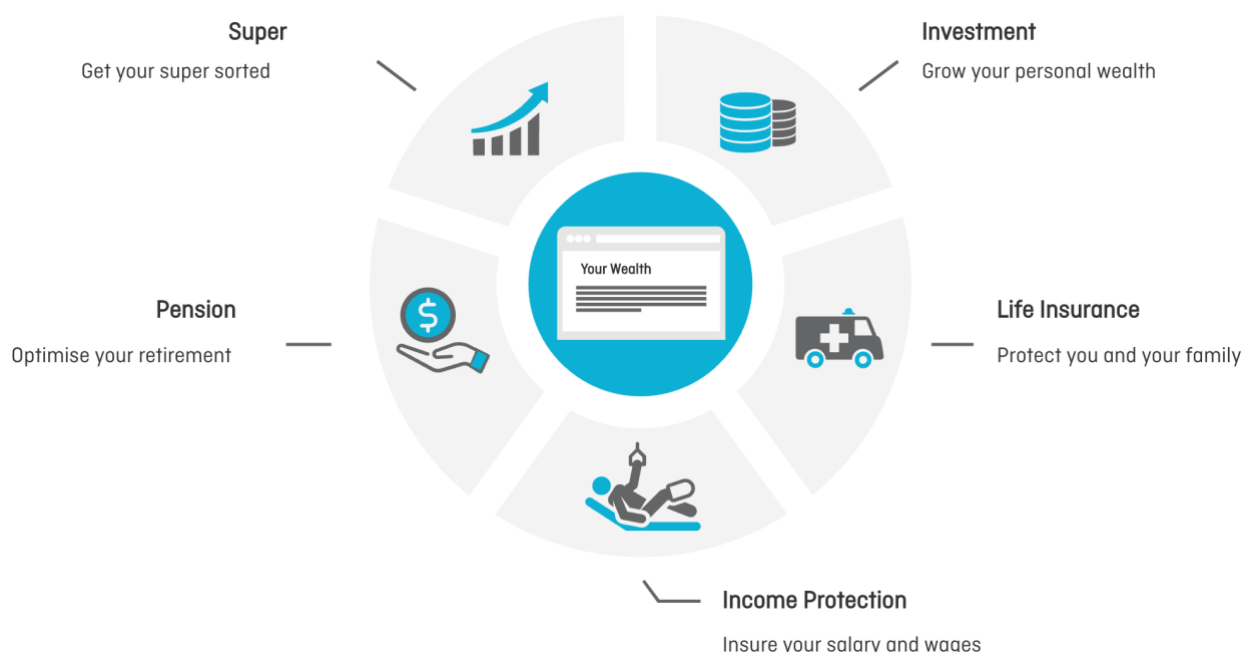 Super
Get your super sorted
Investment
Grow your personal wealth
Your Wealth
Pension
Optimise your retirement
$
Life Insurance
Protect you and your family
Income Protection
Insure your salary and wages